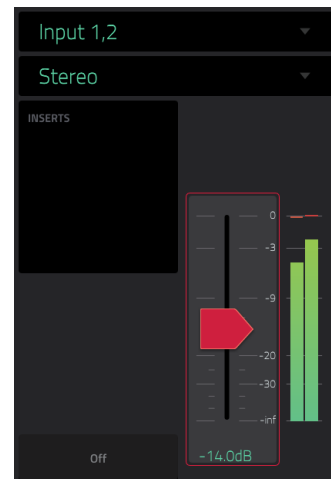 Input 1,2
Stereo
INSERTS
0
-3
-9
-20
-30
-inf
Off
-14.0dB